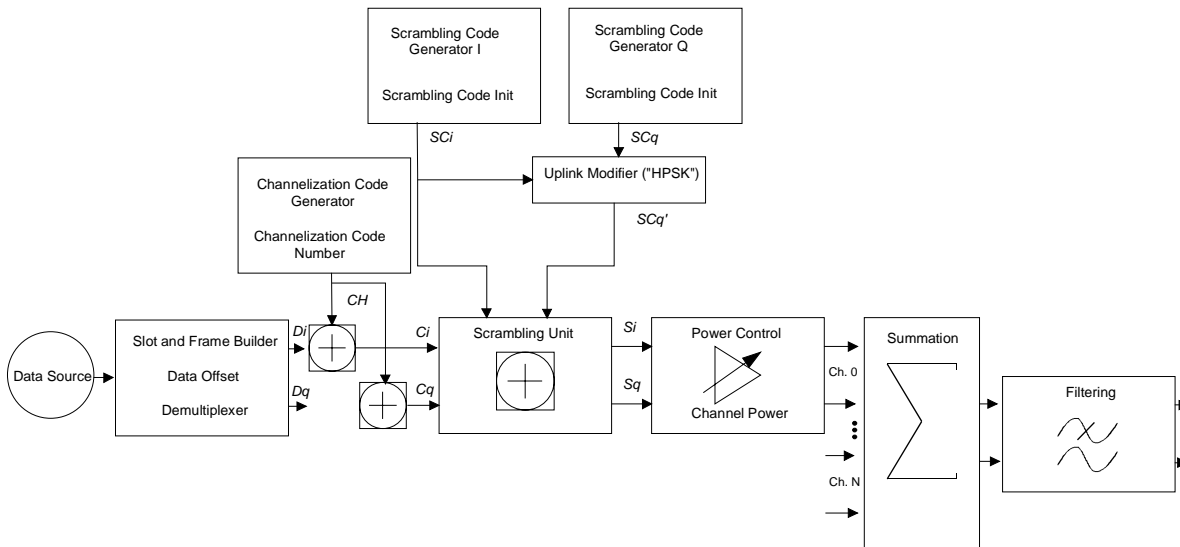 Scrambling Code
Generator I
Scrambling Code Init
Scrambling Code
Generator Q
Scrambling Code Init
SCi
SCq
Uplink Modifier ("HPSK")
SCq'
Channelization Code
Generator
Channelization Code
Number
CH
Data Source
Slot and Frame Builder
Data Offset
Demultiplexer
Di
Dq
Ci
Cq
Scrambling Unit
Si
Sq
Power Control
Channel Power
Ch. 0
Ch. N
Summation
Filtering